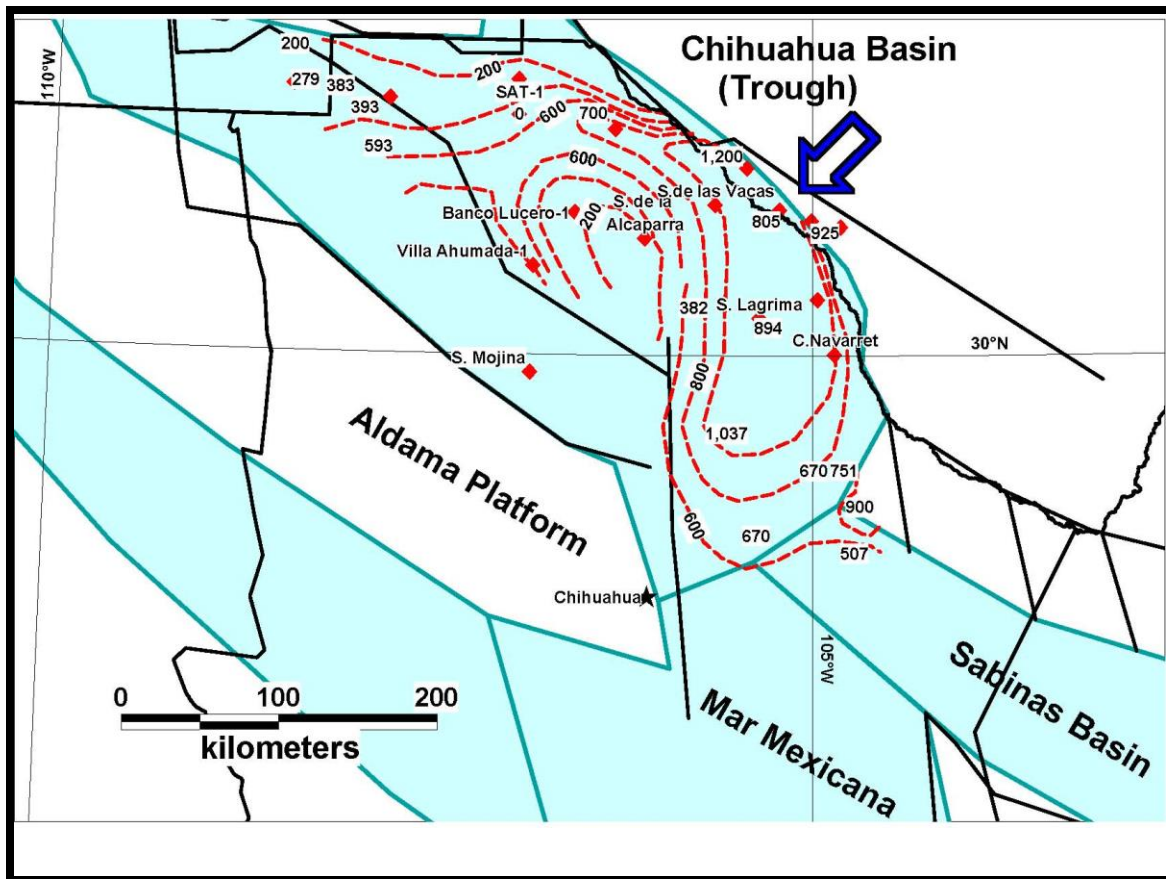 110°W
200
Chihuahua Basin
(Trough)
279
383
393
593
200
SAT-1
0
600
700
1,200
600
S.de las Vacas
Banco Lucero-1
200
S. de la
Alcaparra
805
925
Villa Ahumada-1
382
S. Lagrima
894
30°N
C.Navarret
S. Mojina
800
1,037
Aldama Platform
670
751
900
600
670
507
Chihuahua
105°W
Sabinas Basin
Mar Mexicana
0 100 200
kilometers